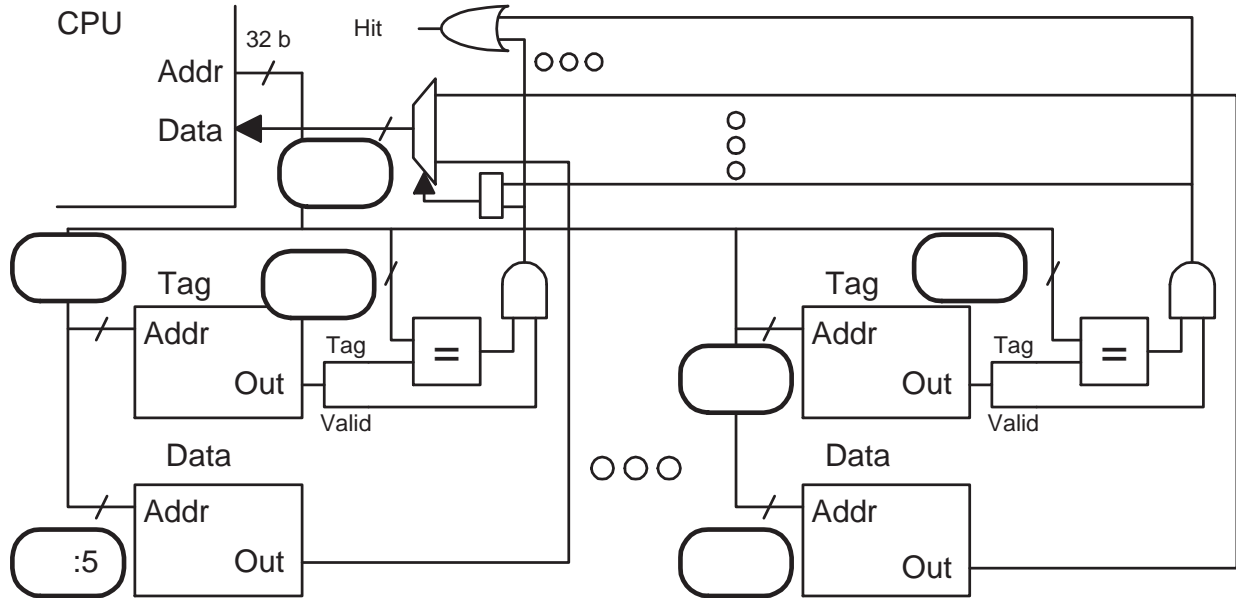 CPU
Hit
32 b
Addr
Data
Tag
Tag
Addr
Addr
=
=
Tag
Tag
Out
Out
Valid
Valid
Data
Data
Addr
Addr
:5
Out
Out